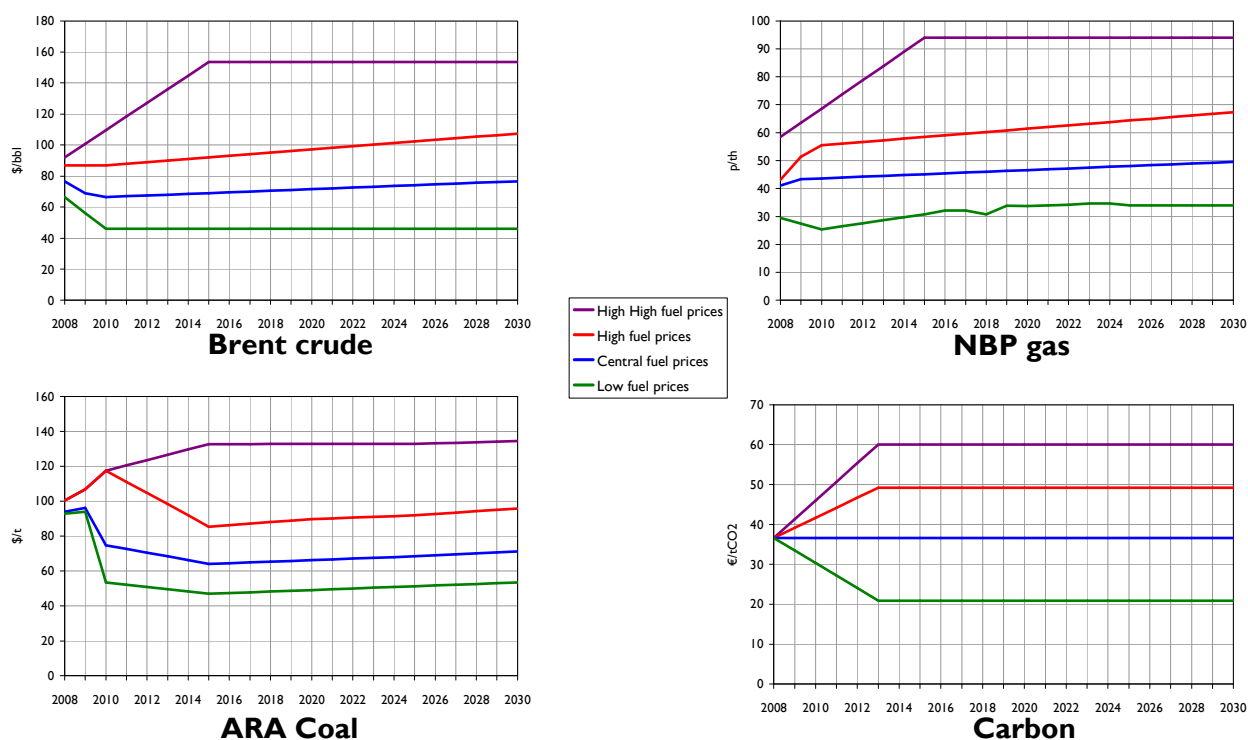 180
160
140
120
100
80
60
40
20
0
$/bbl
2008 2010 2012 2014 2016 2018 2020 2022 2024 2026 2028 2030
Brent crude
100
90
80
70
60
50
40
30
20
10
0
p/th
2008 2010 2012 2014 2016 2018 2020 2022 2024 2026 2028 2030
NBP gas
High High fuel prices
High fuel prices
Central fuel prices
Low fuel prices
160
140
120
100
80
60
40
20
0
$/t
2008 2010 2012 2014 2016 2018 2020 2022 2024 2026 2028 2030
ARA Coal
70
60
50
40
30
20
10
0
€/tCO2
2008 2010 2012 2014 2016 2018 2020 2022 2024 2026 2028 2030
Carbon